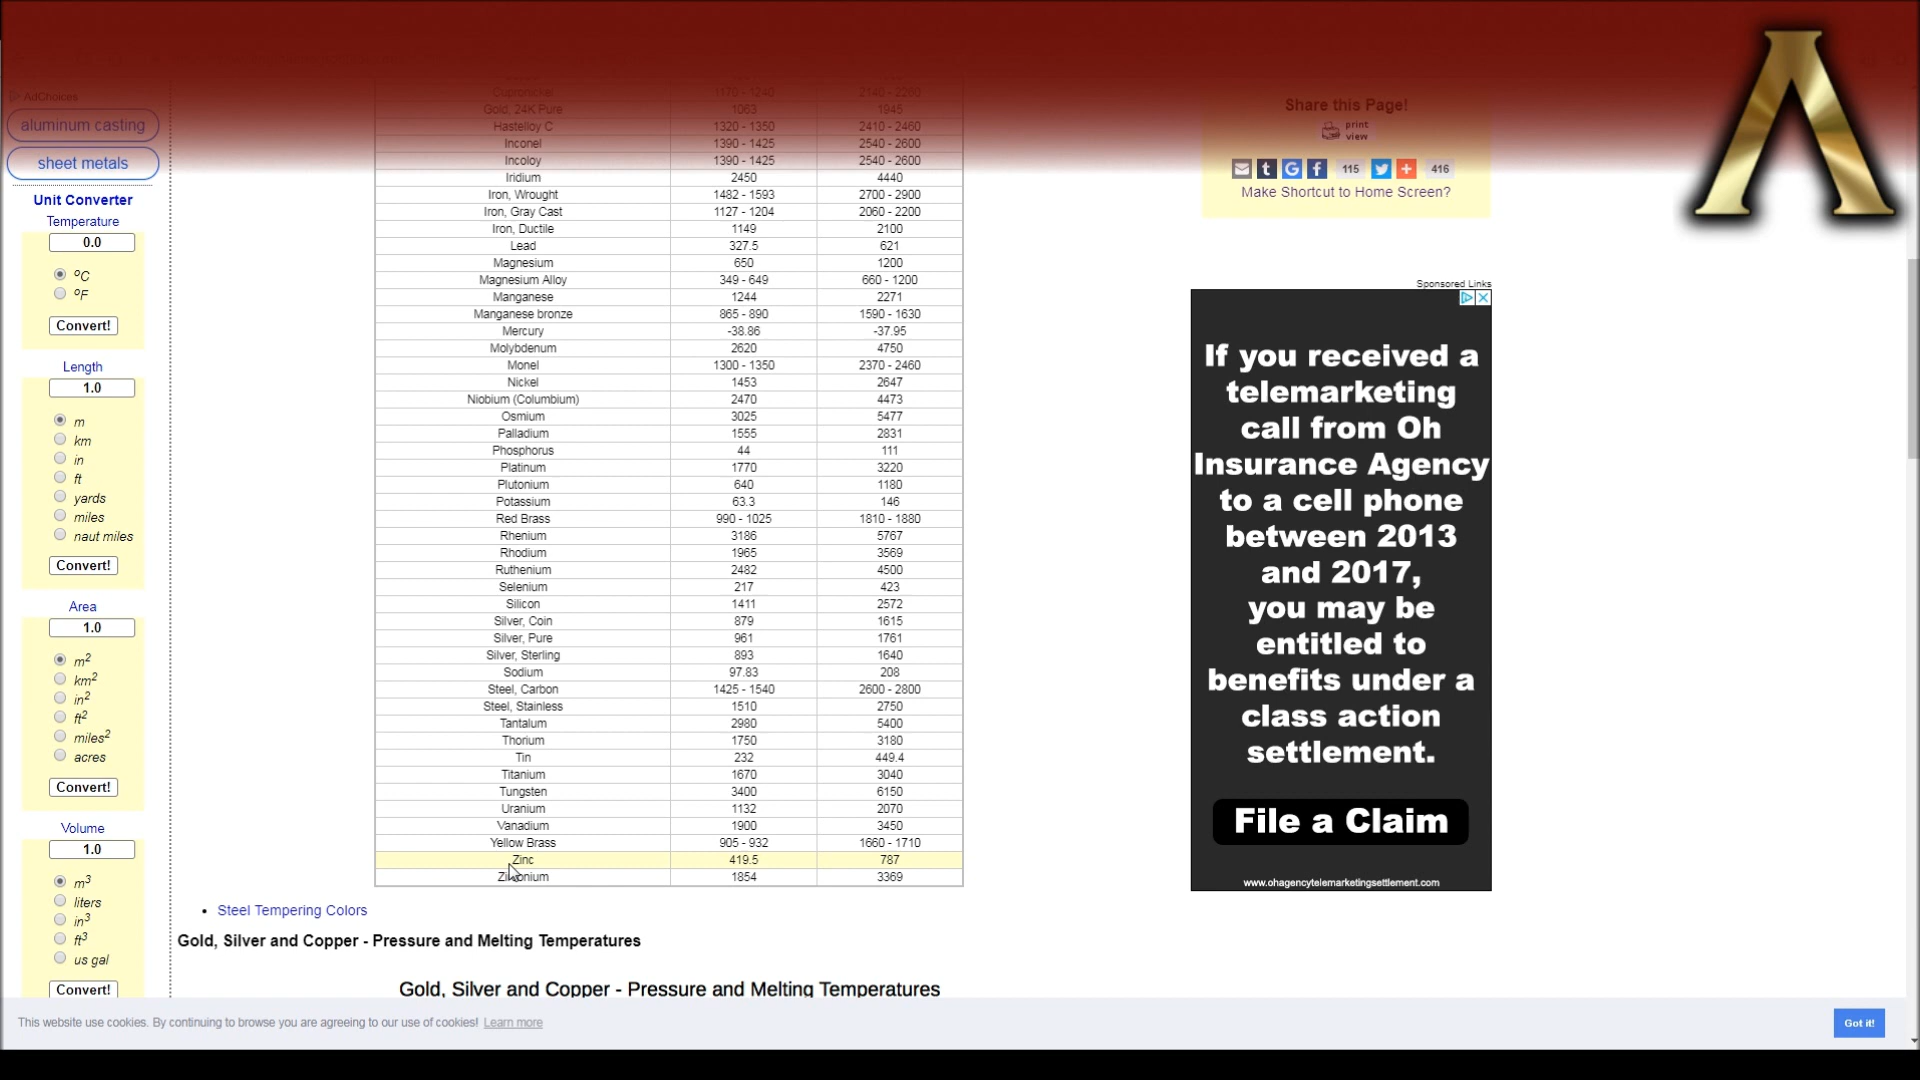 AdChoices
aluminum casting
sheet metals
Unit Converter
Temperature
0.0
ºC
ºF
Convert!
Length
1.0
m
km
in
ft
yards
miles
naut miles
Convert!
Area
1.0
m²
km²
in²
ft²
miles²
acres
Convert!
Volume
1.0
m³
liters
in³
ft³
us gal
Convert!
Cupronickel 1170 - 1240 2140 - 2260
Gold, 24K Pure 1063 1945
Hastelloy C 1320 - 1350 2410 - 2460
Inconel 1390 - 1425 2540 - 2600
Incoloy 1390 - 1425 2540 - 2600
Iridium 2450 4440
Iron, Wrought 1482 - 1593 2700 - 2900
Iron, Gray Cast 1127 - 1204 2060 - 2200
Iron, Ductile 1149 2100
Lead 327.5 621
Magnesium 650 1200
Magnesium Alloy 349 - 649 660 - 1200
Manganese 1244 2271
Manganese bronze 865 - 890 1590 - 1630
Mercury -38.86 -37.95
Molybdenum 2620 4750
Monel 1300 - 1350 2370 - 2460
Nickel 1453 2647
Niobium (Columbium) 2470 4473
Osmium 3025 5477
Palladium 1555 2831
Phosphorus 44 111
Platinum 1770 3220
Plutonium 640 1180
Potassium 63.3 146
Red Brass 990 - 1025 1810 - 1880
Rhenium 3186 5767
Rhodium 1965 3569
Ruthenium 2482 4500
Selenium 217 423
Silicon 1411 2572
Silver, Coin 879 1615
Silver, Pure 961 1761
Silver, Sterling 893 1640
Sodium 97.83 208
Steel, Carbon 1425 - 1540 2600 - 2800
Steel, Stainless 1510 2750
Tantalum 2980 5400
Thorium 1750 3180
Tin 232 449.4
Titanium 1670 3040
Tungsten 3400 6150
Uranium 1132 2070
Vanadium 1900 3450
Yellow Brass 905 - 932 1660 - 1710
Zinc 419.5 787
Zirconium 1854 3369
Steel Tempering Colors
Gold, Silver and Copper - Pressure and Melting Temperatures
Gold, Silver and Copper - Pressure and Melting Temperatures
Share this Page!
print
view
115 416
Make Shortcut to Home Screen?
Sponsored Links
If you received a
telemarketing
call from Oh
Insurance Agency
to a cell phone
between 2013
and 2017,
you may be
entitled to
benefits under a
class action
settlement.
File a Claim
www.ohagencytelemarketingsettlement.com
This website use cookies. By continuing to browse you are agreeing to our use of cookies! Learn more
Got it!